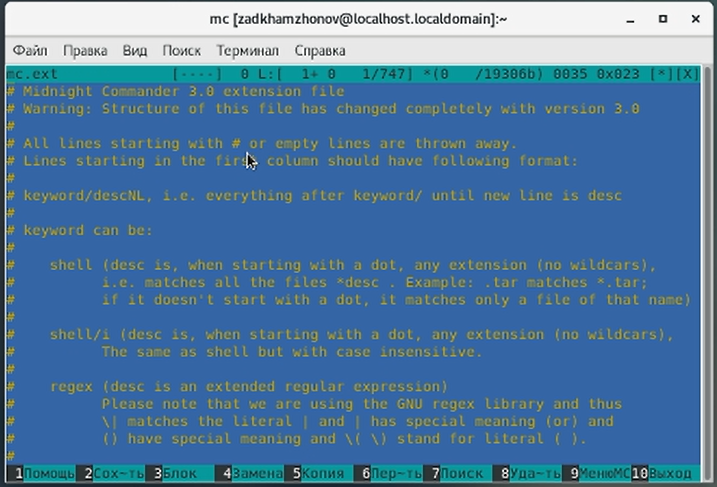 mc [zadkhamzhonov@localhost.localdomain]:~
Файл Правка Вид Поиск Терминал Справка
mc.ext [----] 0 L:[ 1+ 0 1/747] *(0 /19306b) 0035 0x023 [*][X]
# Midnight Commander 3.0 extension file
# Warning: Structure of this file has changed completely with version 3.0
#
# All lines starting with # or empty lines are thrown away.
# Lines starting in the first column should have following format:
#
# keyword/descNL, i.e. everything after keyword/ until new line is desc
#
# keyword can be:
#
# shell (desc is, when starting with a dot, any extension (no wildcars),
# i.e. matches all the files *desc . Example: .tar matches *.tar;
# if it doesn't start with a dot, it matches only a file of that name)
#
# shell/i (desc is, when starting with a dot, any extension (no wildcars),
# The same as shell but with case insensitive.
#
# regex (desc is an extended regular expression)
# Please note that we are using the GNU regex library and thus
# \| matches the literal | and | has special meaning (or) and
# () have special meaning and \( \) stand for literal ( ).
#
1Помощь 2Сох~ть 3Блок 4Замена 5Копия 6Пер~ть 7Поиск 8Уда~ть 9МенюMC 10Выход